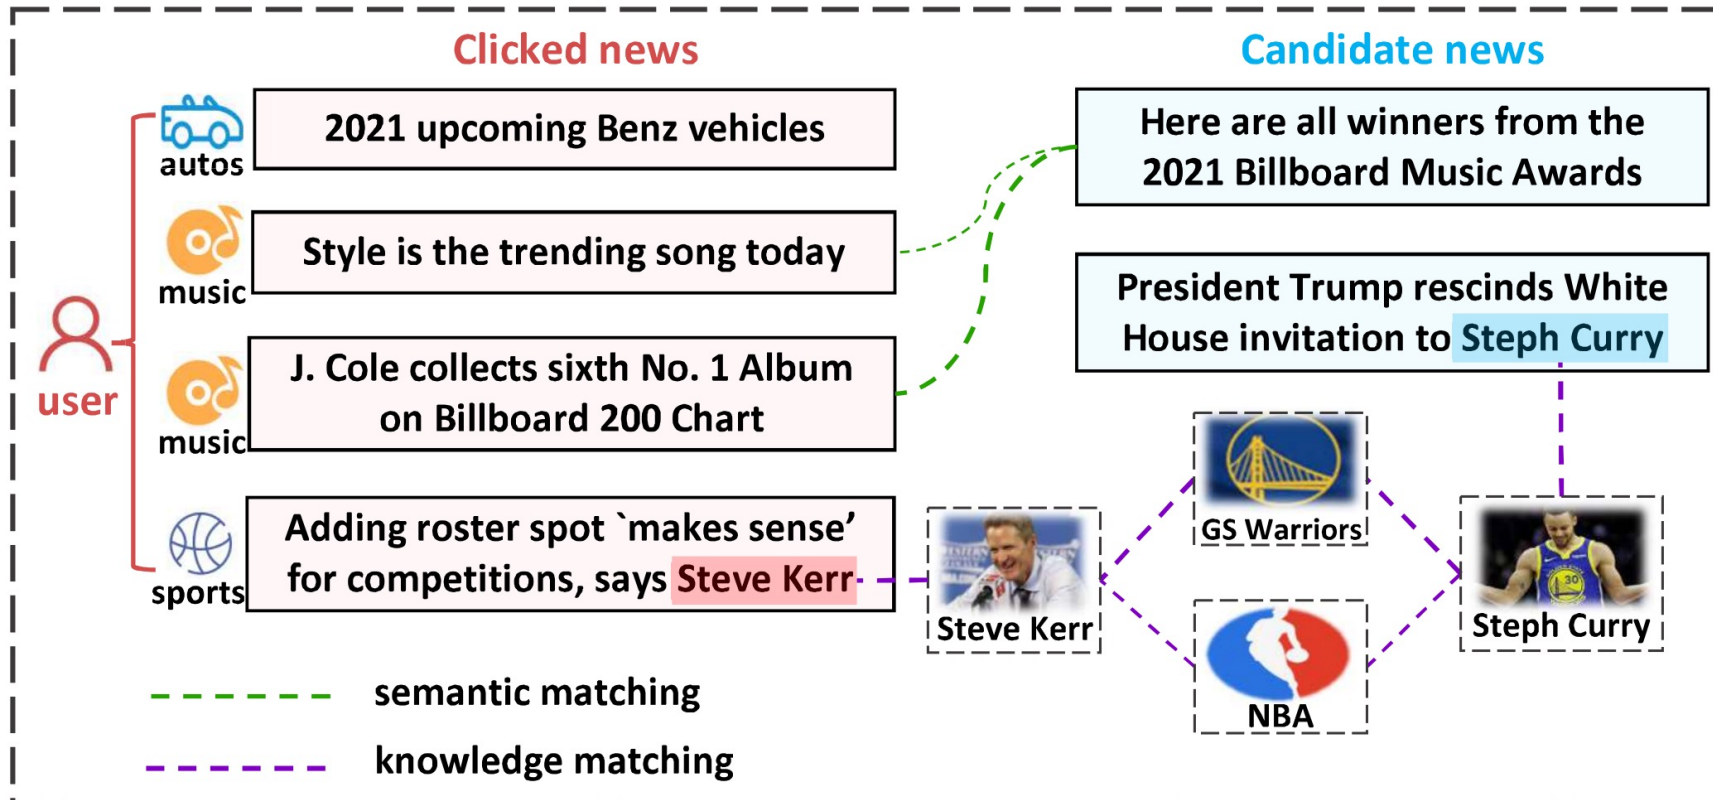 Clicked news
Candidate news
autos
2021 upcoming Benz vehicles
music
Style is the trending song today
music
J. Cole collects sixth No. 1 Album
on Billboard 200 Chart
sports
Adding roster spot `makes sense’
for competitions, says Steve Kerr
user
Here are all winners from the
2021 Billboard Music Awards
President Trump rescinds White
House invitation to Steph Curry
Steve Kerr
GS Warriors
NBA
30
Steph Curry
semantic matching
knowledge matching